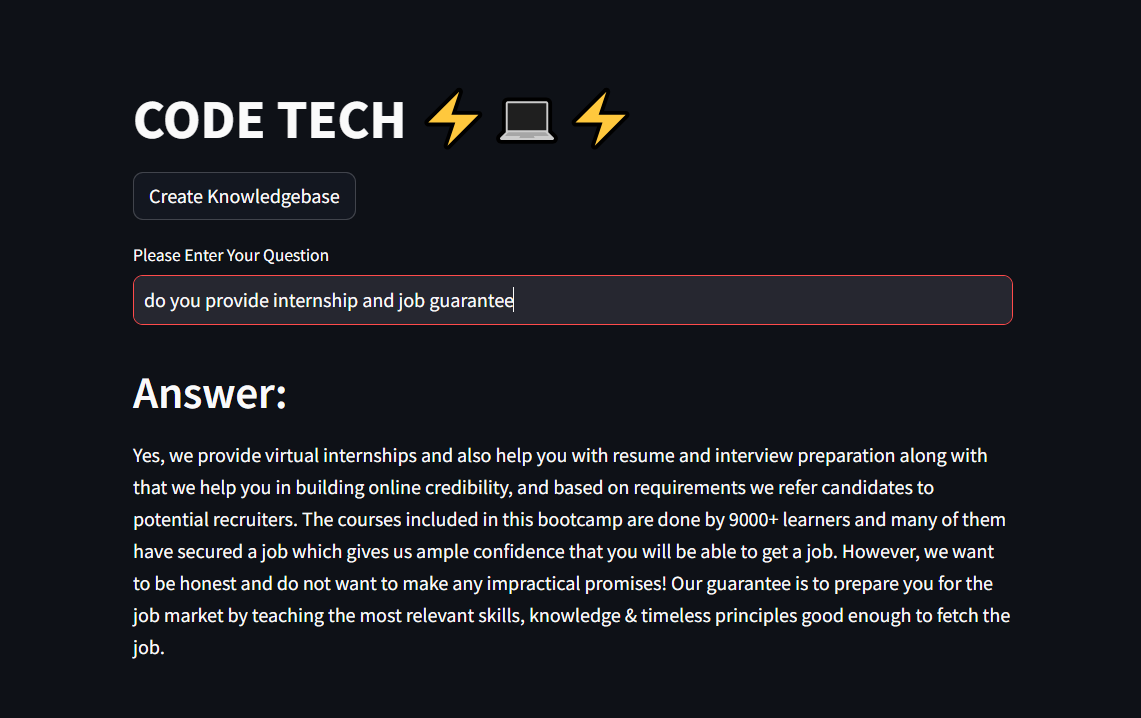 CODE TECH ⚡💻⚡
Create Knowledgebase
Please Enter Your Question
do you provide internship and job guarantee
Answer:
Yes, we provide virtual internships and also help you with resume and interview preparation along with
that we help you in building online credibility, and based on requirements we refer candidates to
potential recruiters. The courses included in this bootcamp are done by 9000+ learners and many of them
have secured a job which gives us ample confidence that you will be able to get a job. However, we want
to be honest and do not want to make any impractical promises! Our guarantee is to prepare you for the
job market by teaching the most relevant skills, knowledge & timeless principles good enough to fetch the
job.